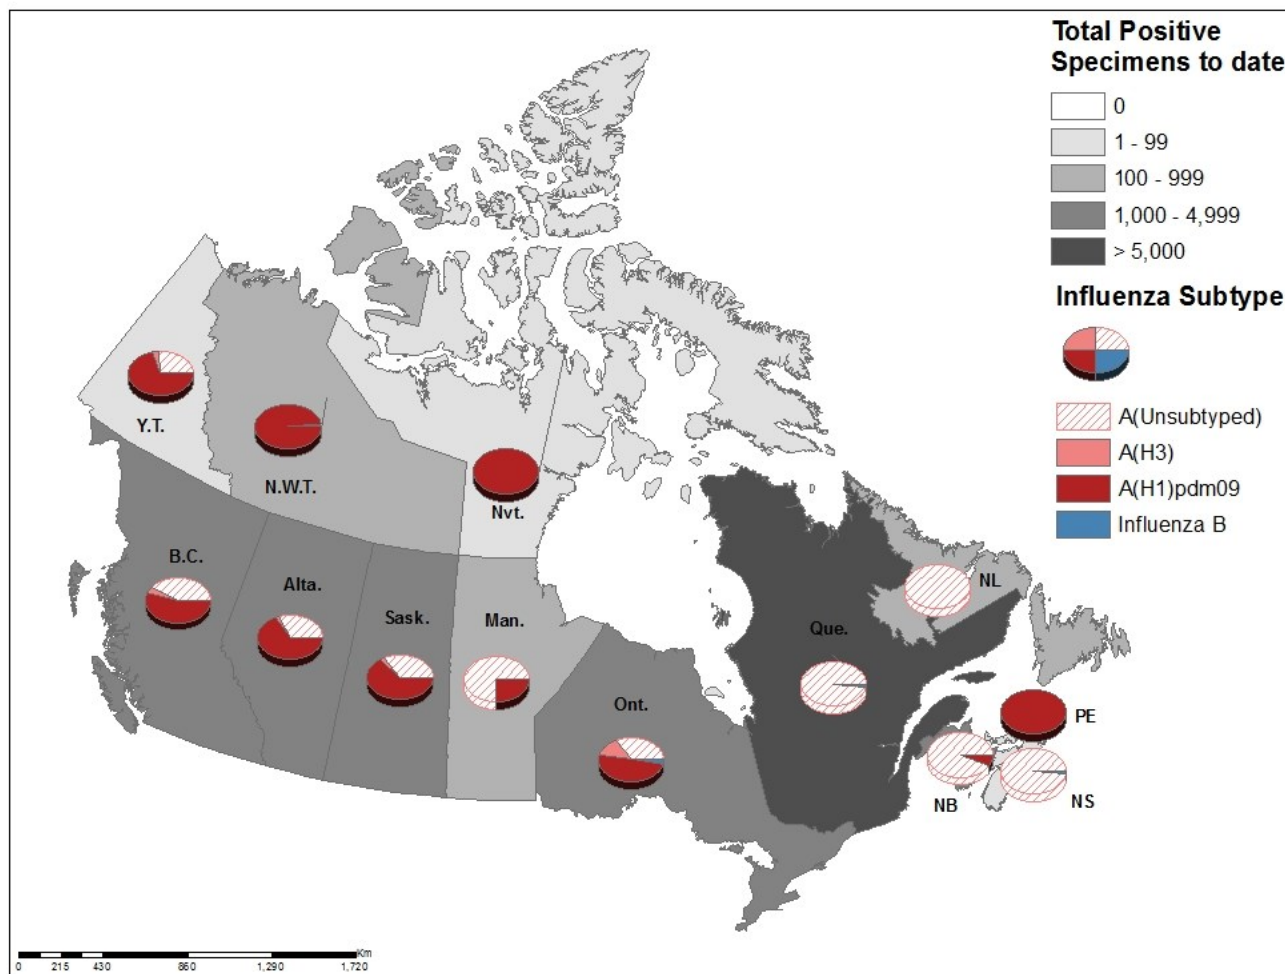 Total Positive
Specimens to date
0
1 - 99
100 - 999
1,000 - 4,999
> 5,000
Influenza Subtype
A(Unsubtyped)
A(H3)
A(H1)pdm09
Influenza B
Y.T.
N.W.T.
Nvt.
B.C.
Alta.
Sask.
Man.
Ont.
Que.
NL
PE
NB
NS
Km
0 215 430 860 1,290 1,720